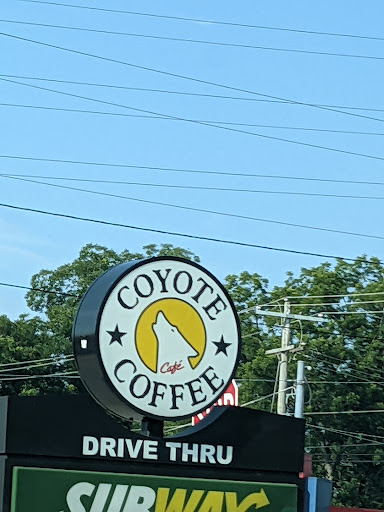 COYOTE
Café
COFFEE
DRIVE THRU
SUBWAY